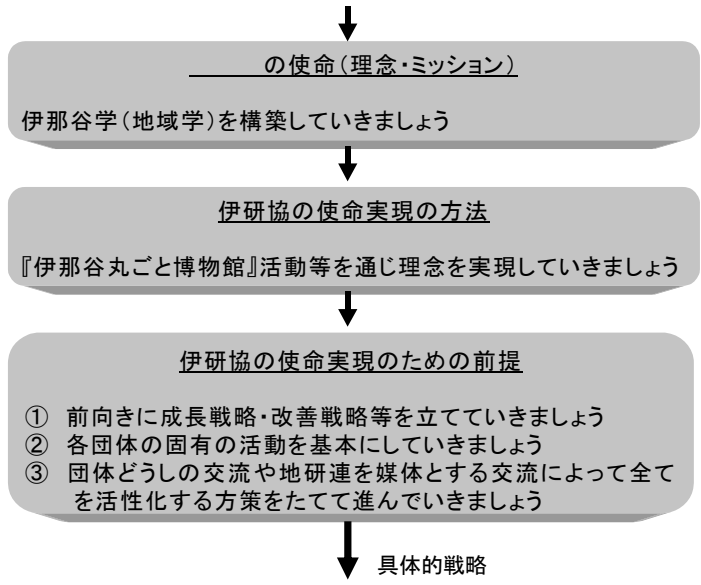 の使命(理念・ミッション)
伊那谷学(地域学)を構築していきましょう
伊研協の使命実現の方法
『伊那谷丸ごと博物館』活動等を通じ理念を実現していきましょう
伊研協の使命実現のための前提
① 前向きに成長戦略・改善戦略等を立てていきましょう
② 各団体の固有の活動を基本にしていきましょう
③ 団体どうしの交流や地研連を媒体とする交流によって全て
を活性化する方策をたてて進んでいきましょう
具体的戦略